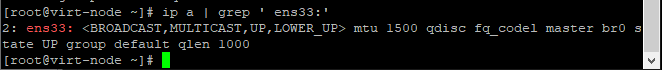 [root@virt-node ~]# ip a | grep ' ens33:'
2: ens33: <BROADCAST,MULTICAST,UP,LOWER_UP> mtu 1500 qdisc fq_codel master br0 s
tate UP group default qlen 1000
[root@virt-node ~]#